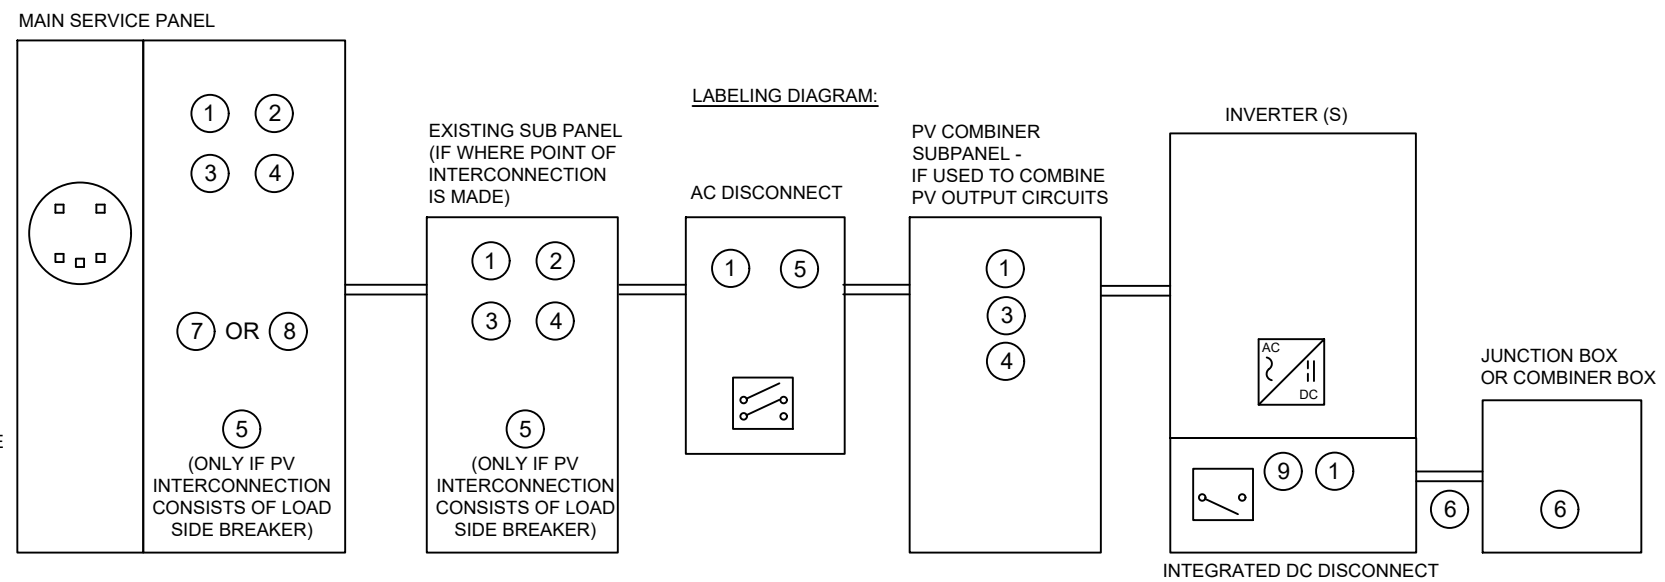 MAIN SERVICE PANEL
1 2
3 4
7 OR 8
5
(ONLY IF PV
INTERCONNECTION
CONSISTS OF LOAD
SIDE BREAKER)
E
EXISTING SUB PANEL
(IF WHERE POINT OF
INTERCONNECTION
IS MADE)
1 2
3 4
5
(ONLY IF PV
INTERCONNECTION
CONSISTS OF LOAD
SIDE BREAKER)
LABELING DIAGRAM:
AC DISCONNECT
1 5
PV COMBINER
SUBPANEL -
IF USED TO COMBINE
PV OUTPUT CIRCUITS
1
3
4
INVERTER (S)
AC
DC
9 1
INTEGRATED DC DISCONNECT
6
JUNCTION BOX
OR COMBINER BOX
6